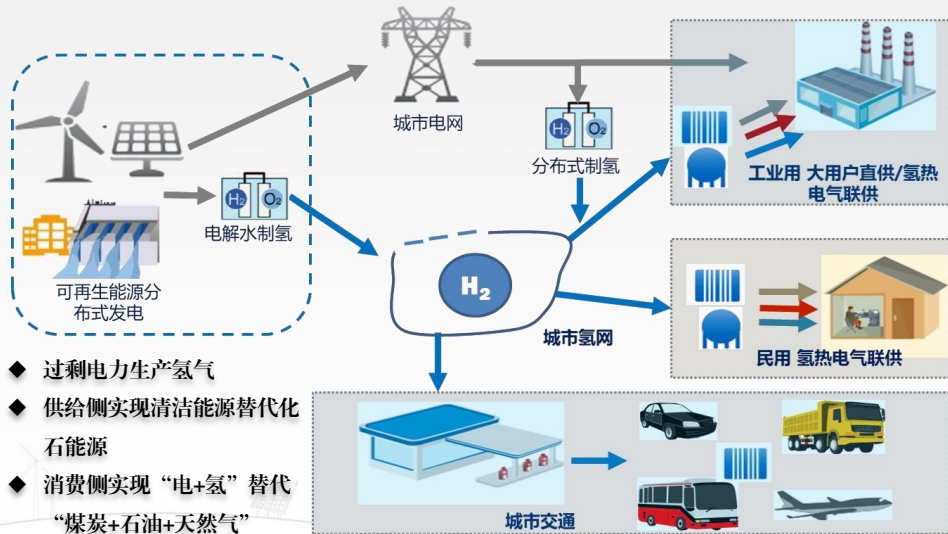 城市电网
H₂
O₂
分布式制氢
工业用 大用户直供/氢热
电气联供
H₂
O₂
电解水制氢
可再生能源分
布式发电
H₂
城市氢网
民用 氢热电气联供
◆ 过剩电力生产氢气
◆ 供给侧实现清洁能源替代化
石能源
◆ 消费侧实现“电+氢”替代
“煤炭+石油+天然气”
城市交通